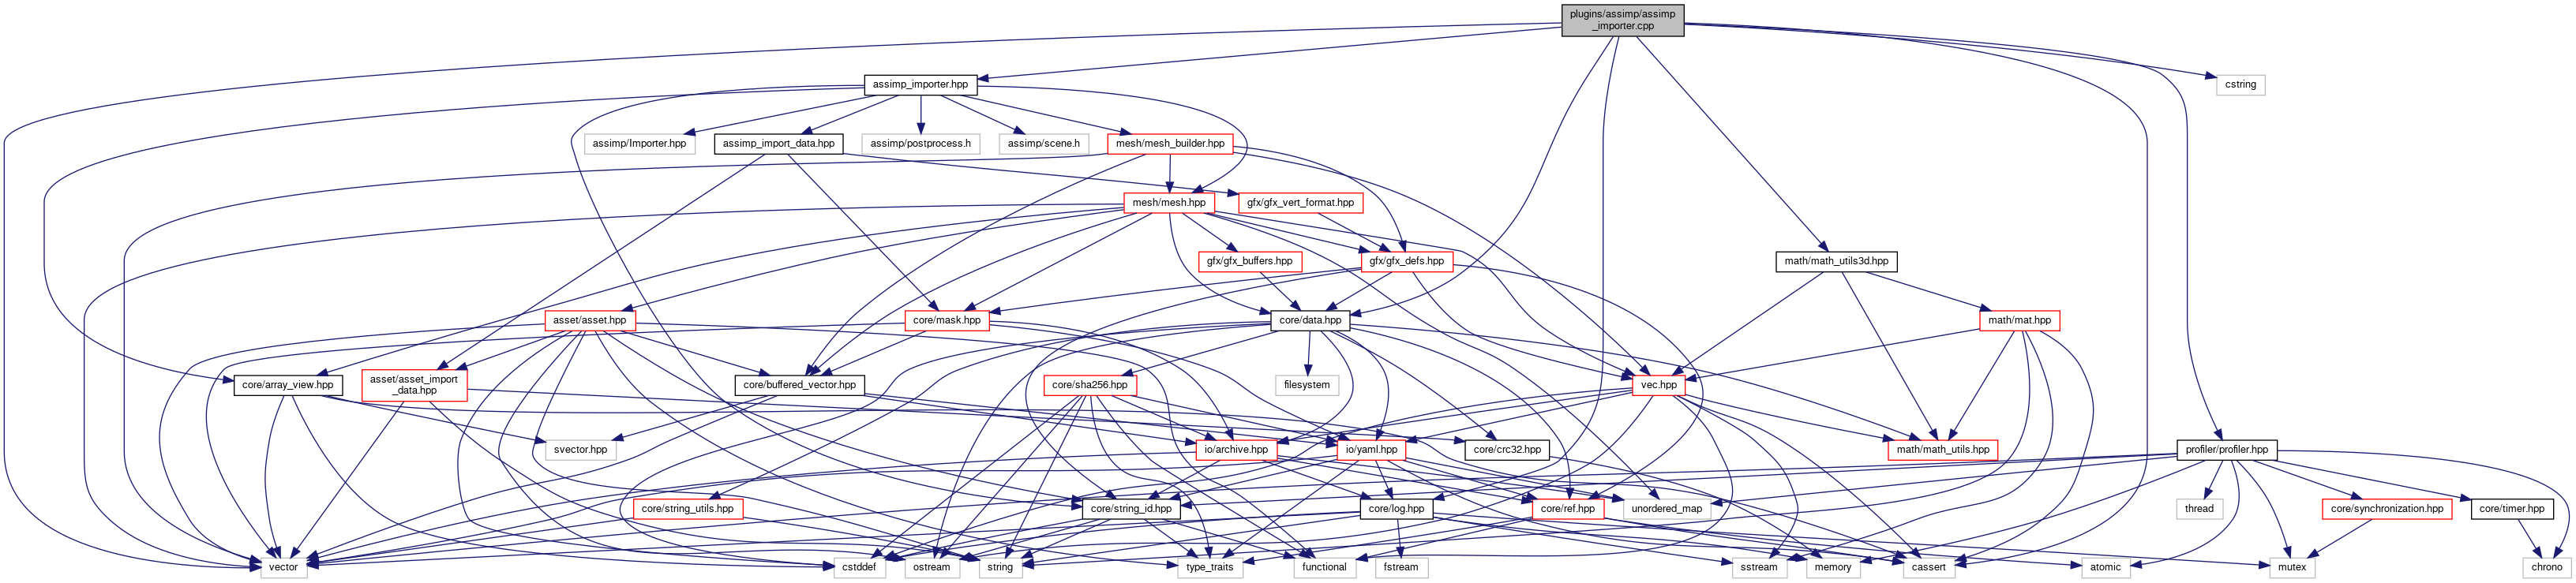 plugins/assimp/assimp
_importer.cpp
assimp_importer.hpp
cstring
assimp/Importer.hpp
assimp_import_data.hpp
assimp/postprocess.h
assimp/scene.h
mesh/mesh_builder.hpp
mesh/mesh.hpp
gfx/gfx_vert_format.hpp
gfx/gfx_buffers.hpp
gfx/gfx_defs.hpp
math/math_utils3d.hpp
asset/asset.hpp
core/mask.hpp
core/data.hpp
math/mat.hpp
core/array_view.hpp
asset/asset_import
_data.hpp
core/buffered_vector.hpp
core/sha256.hpp
filesystem
vec.hpp
svector.hpp
io/archive.hpp
io/yaml.hpp
core/crc32.hpp
math/math_utils.hpp
profiler/profiler.hpp
core/string_utils.hpp
core/string_id.hpp
core/log.hpp
core/ref.hpp
unordered_map
thread
core/synchronization.hpp
core/timer.hpp
vector
cstddef
ostream
string
type_traits
functional
fstream
sstream
memory
cassert
atomic
mutex
chrono